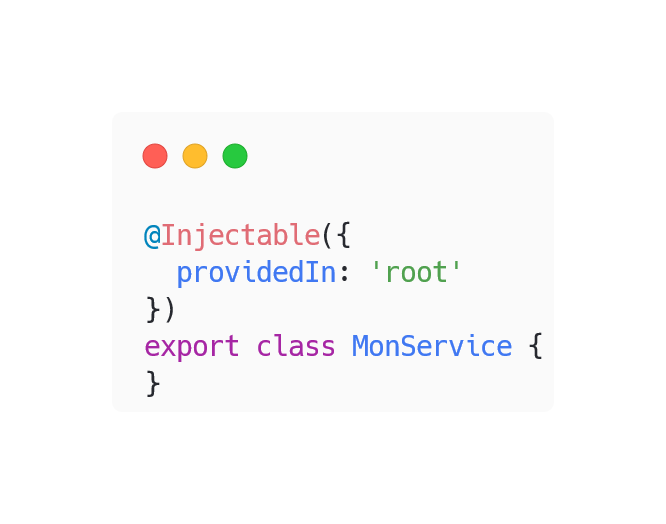 @Injectable({
  providedIn: 'root'
})
export class MonService {
}